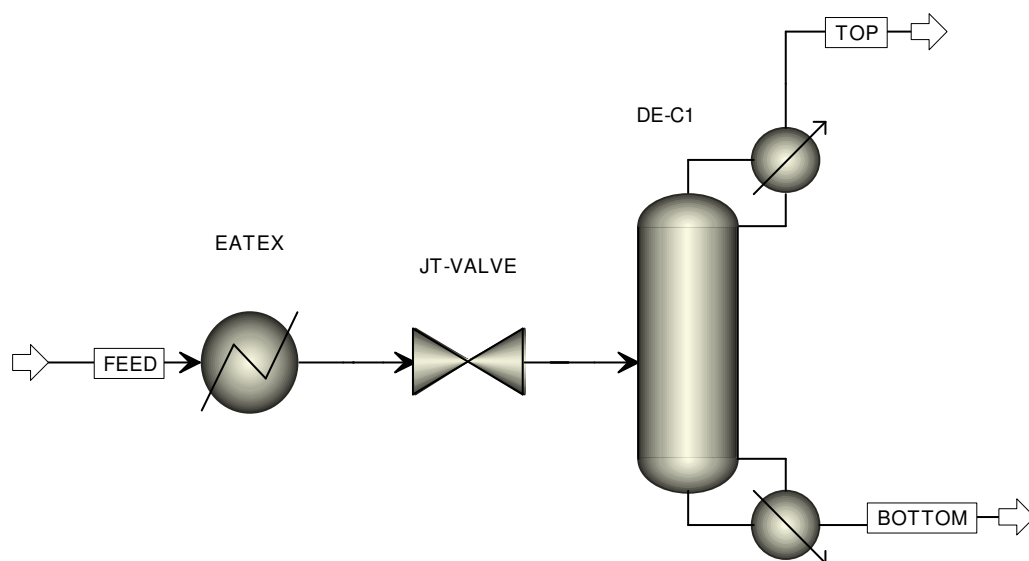 TOP
DE-C1
EATEX
JT-VALVE
FEED
BOTTOM